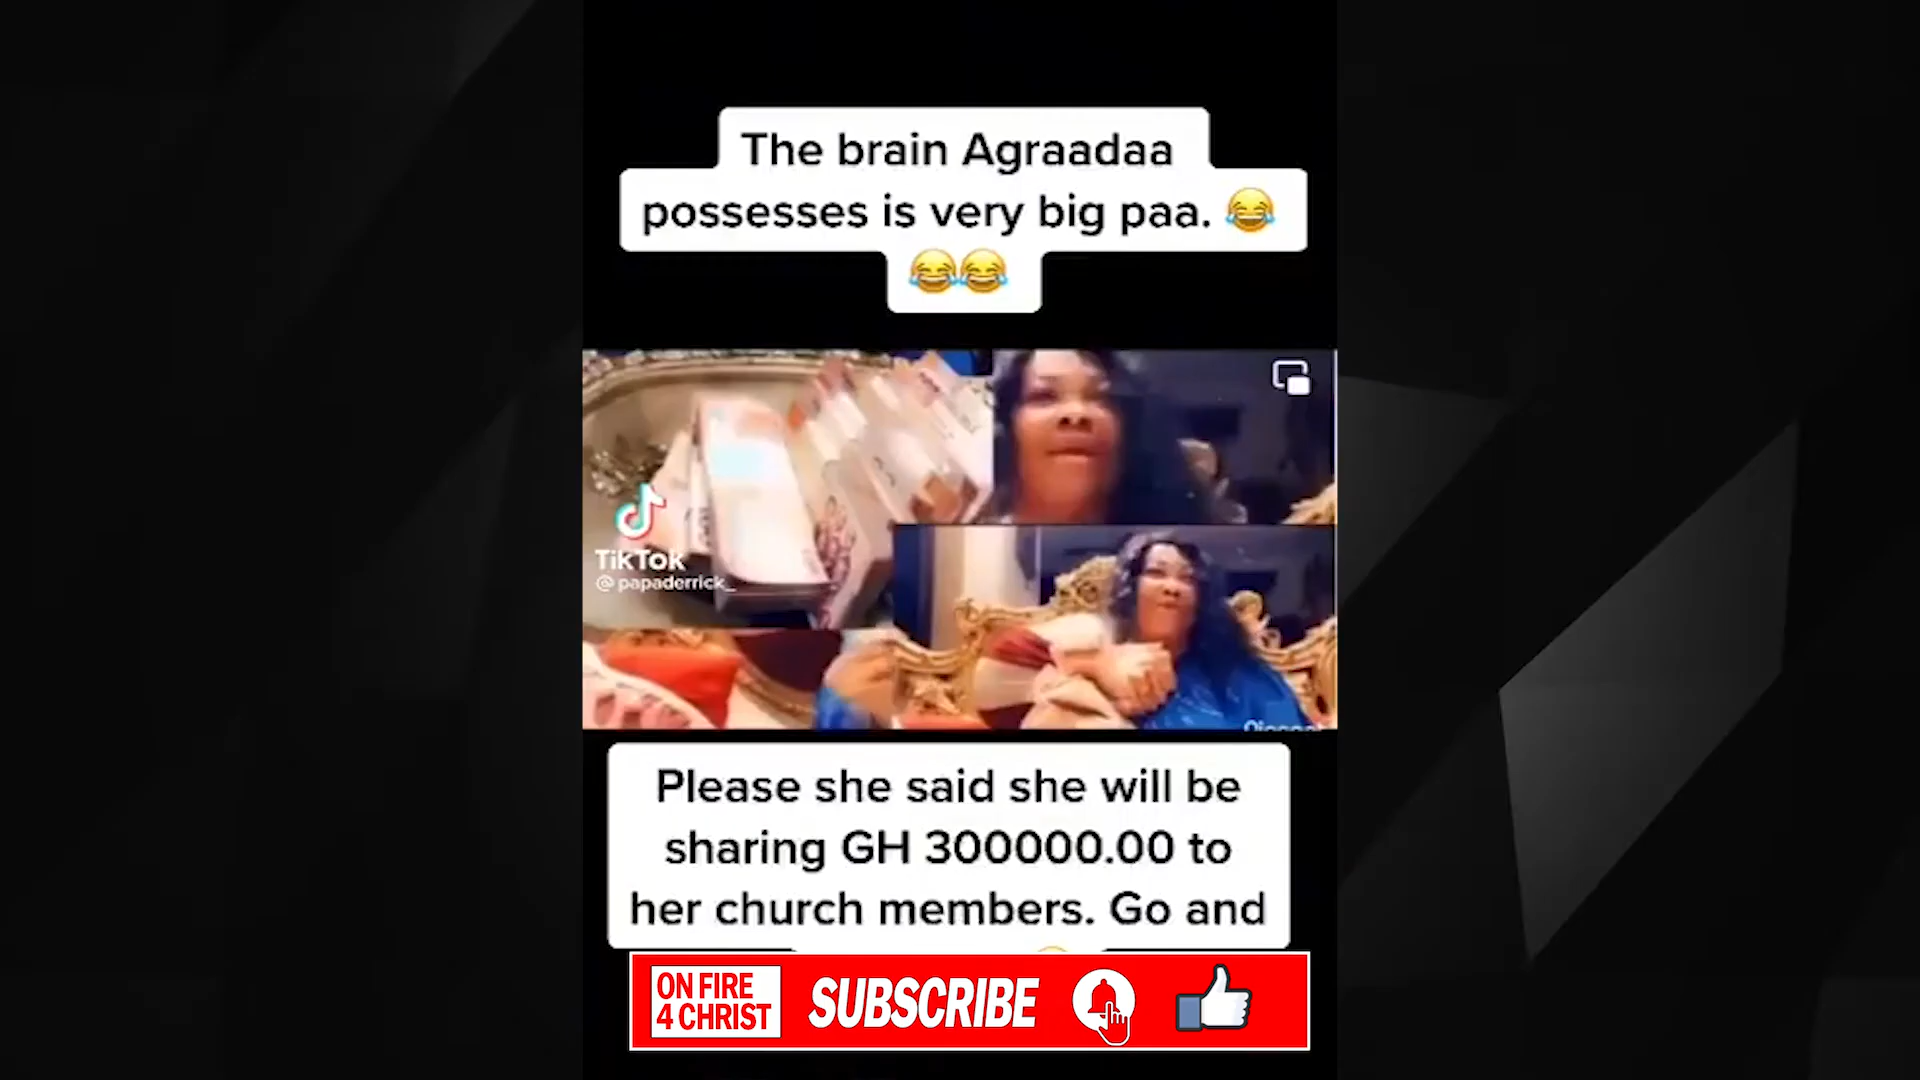 The brain Agraadaa
possesses is very big paa. 😂
😂😂
TikTok
@papaderrick_
Please she said she will be
sharing GH 300000.00 to
her church members. Go and
ON FIRE
4 CHRIST
SUBSCRIBE